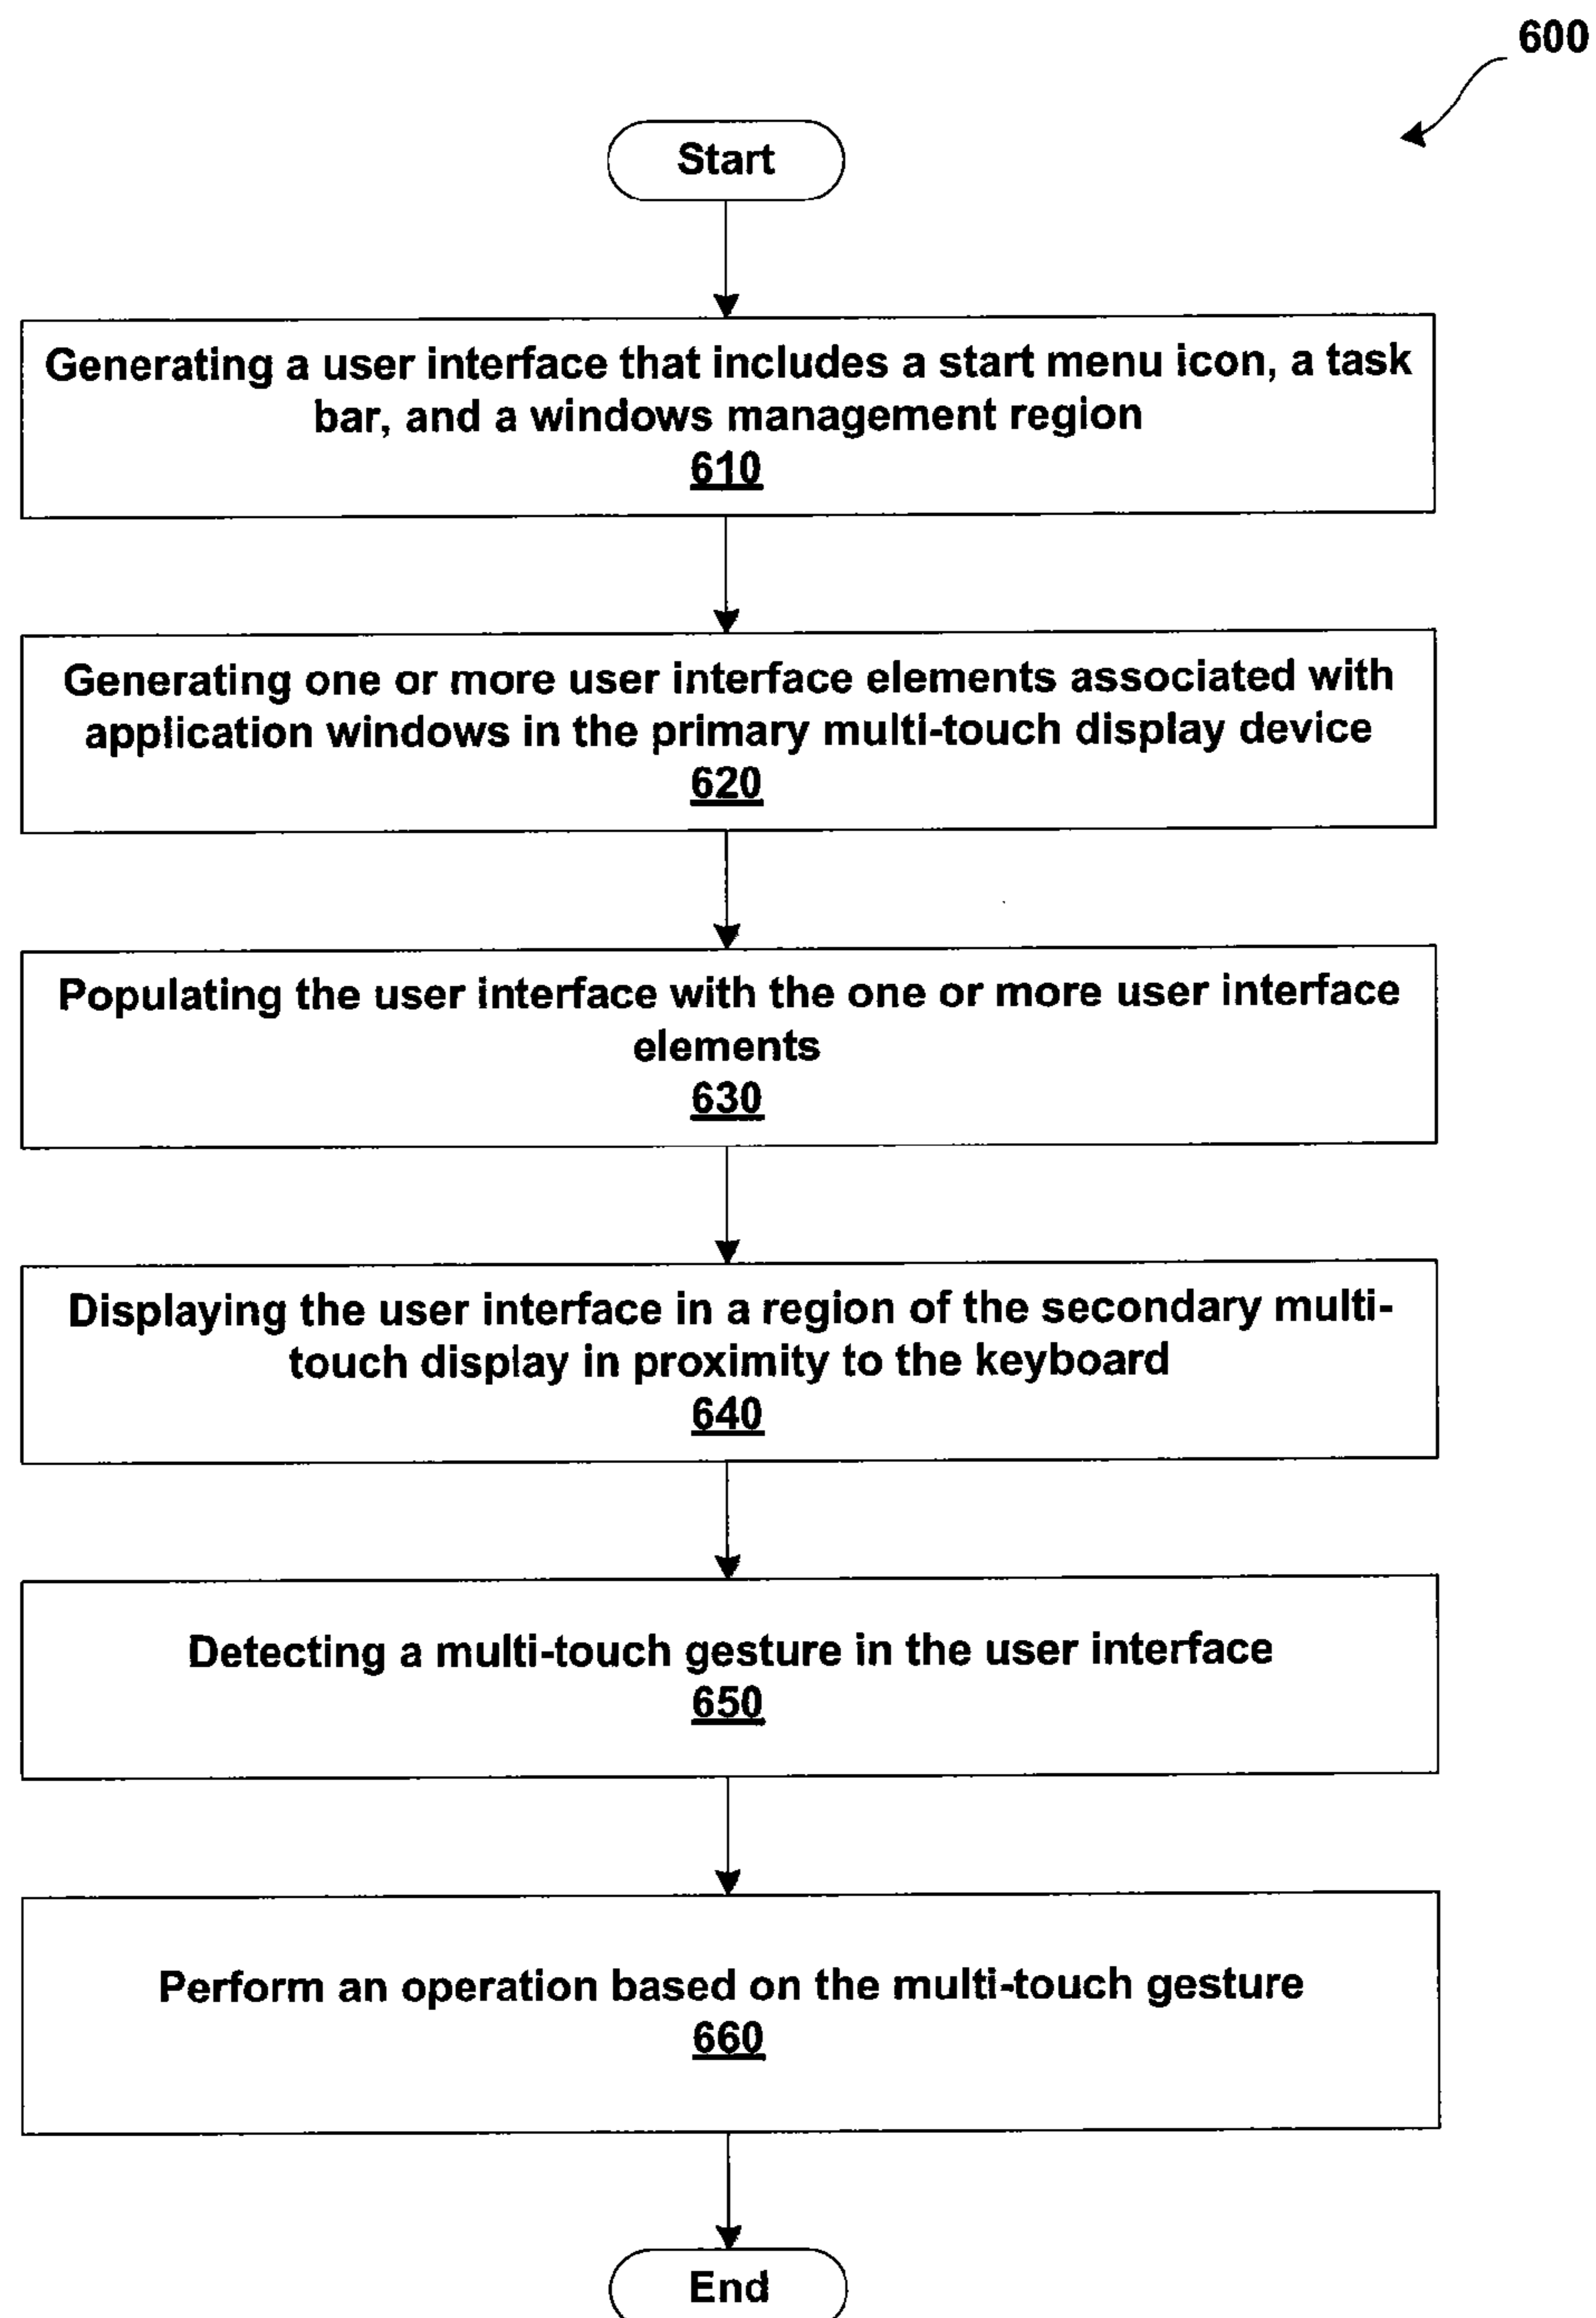 600
Start
Generating a user interface that includes a start menu icon, a task
bar, and a windows management region
610
Generating one or more user interface elements associated with
application windows in the primary multi-touch display device
620
Populating the user interface with the one or more user interface
elements
630
Displaying the user interface in a region of the secondary multi-
touch display in proximity to the keyboard
640
Detecting a multi-touch gesture in the user interface
650
Perform an operation based on the multi-touch gesture
660
End